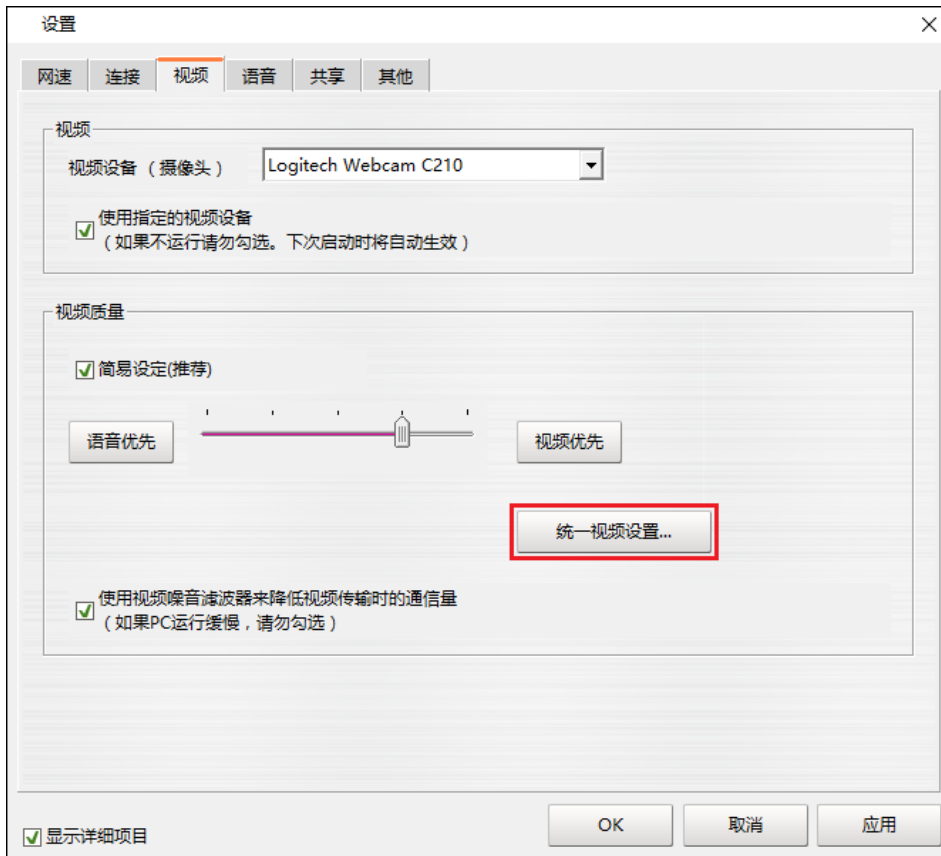 设置
网速 连接 视频 语音 共享 其他
视频
视频设备 （摄像头） Logitech Webcam C210
使用指定的视频设备
（如果不运行请勿勾选。下次启动时将自动生效）
视频质量
简易设定(推荐)
语音优先 视频优先
统一视频设置...
使用视频噪音滤波器来降低视频传输时的通信量
（如果PC运行缓慢，请勿勾选）
显示详细项目 OK 取消 应用